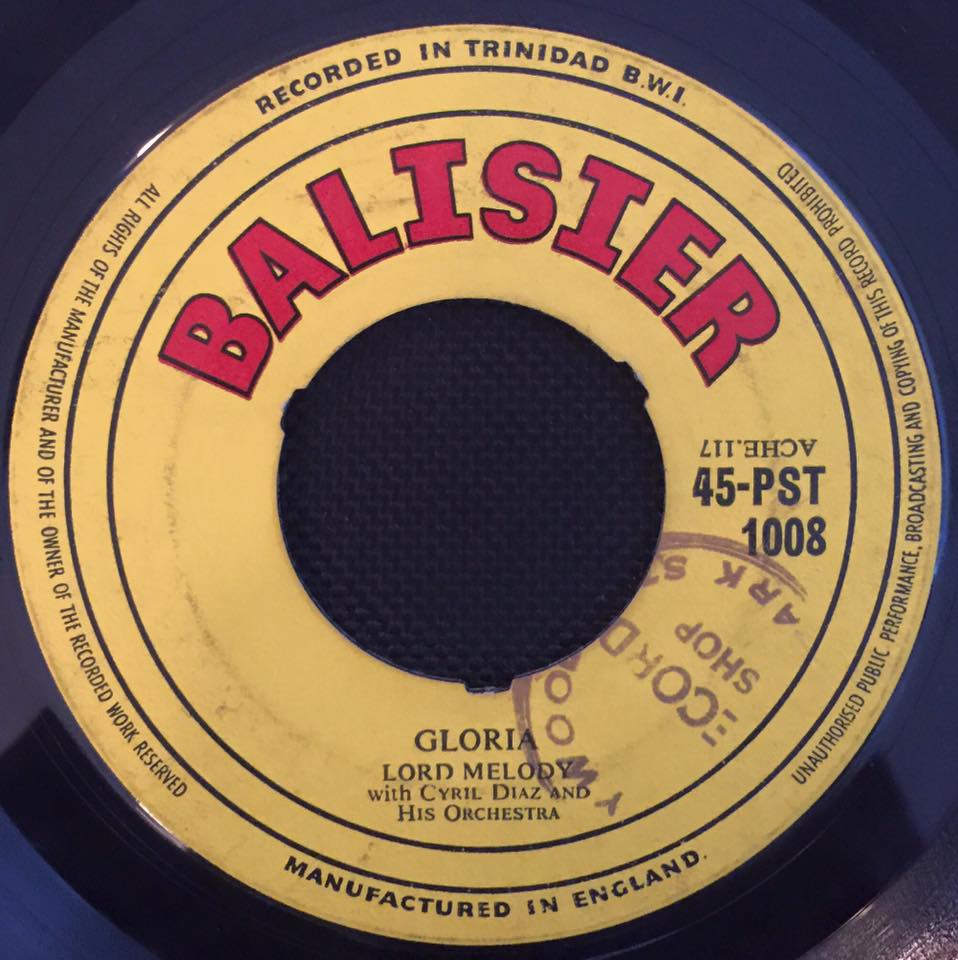 RECORDED IN TRINIDAD B.W.I.
BALISIER
ALL RIGHTS OF THE MANUFACTURER AND OF THE OWNER OF THE RECORDED WORK RESERVED
UNAUTHORISED PUBLIC PERFORMANCE, BROADCASTING AND COPYING OF THIS RECORD PROHIBITED
ACHE.117
45-PST
1008
SHOP
GLORIA
LORD MELODY
with CYRIL DIAZ AND
HIS ORCHESTRA
MANUFACTURED IN ENGLAND.